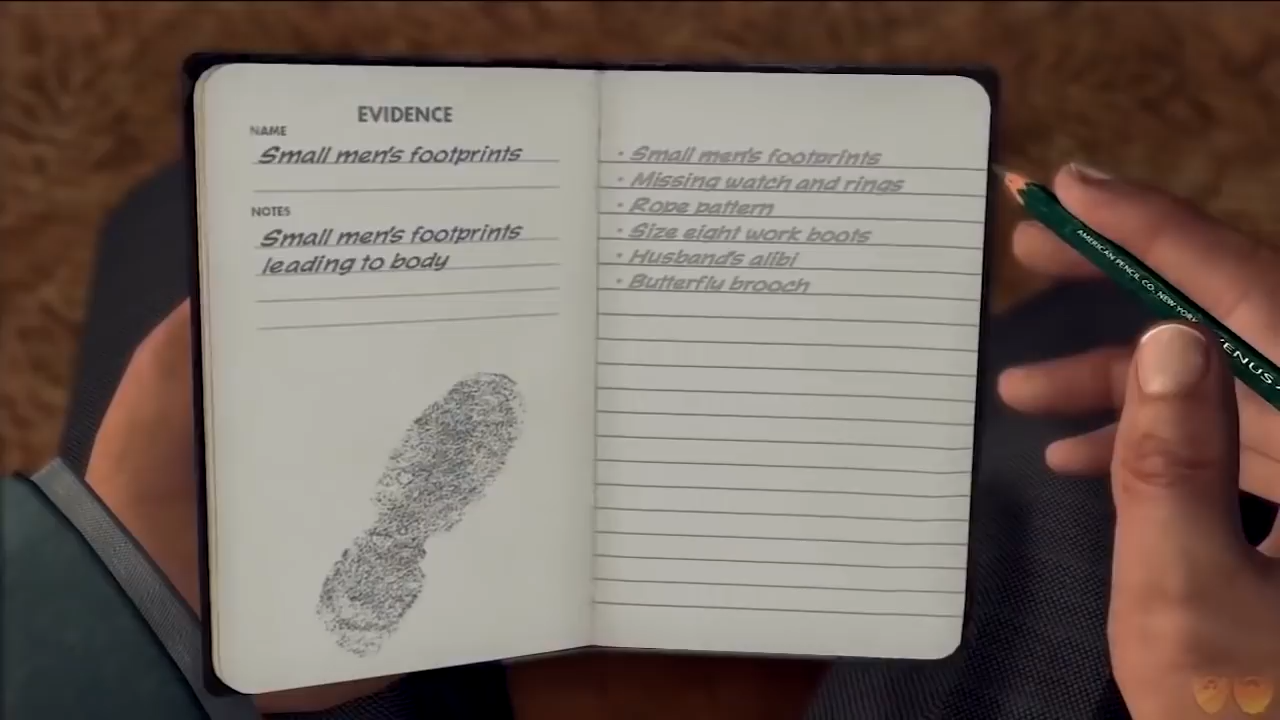 EVIDENCE
NAME
Small men's footprints
NOTES
Small men's footprints
leading to body
• Small men's footprints
• Missing watch and rings
• Rope pattern
• Size eight work boots
• Husband's alibi
• Butterfly brooch
AMERICAN PENCIL CO. NEW YORK
VENUS